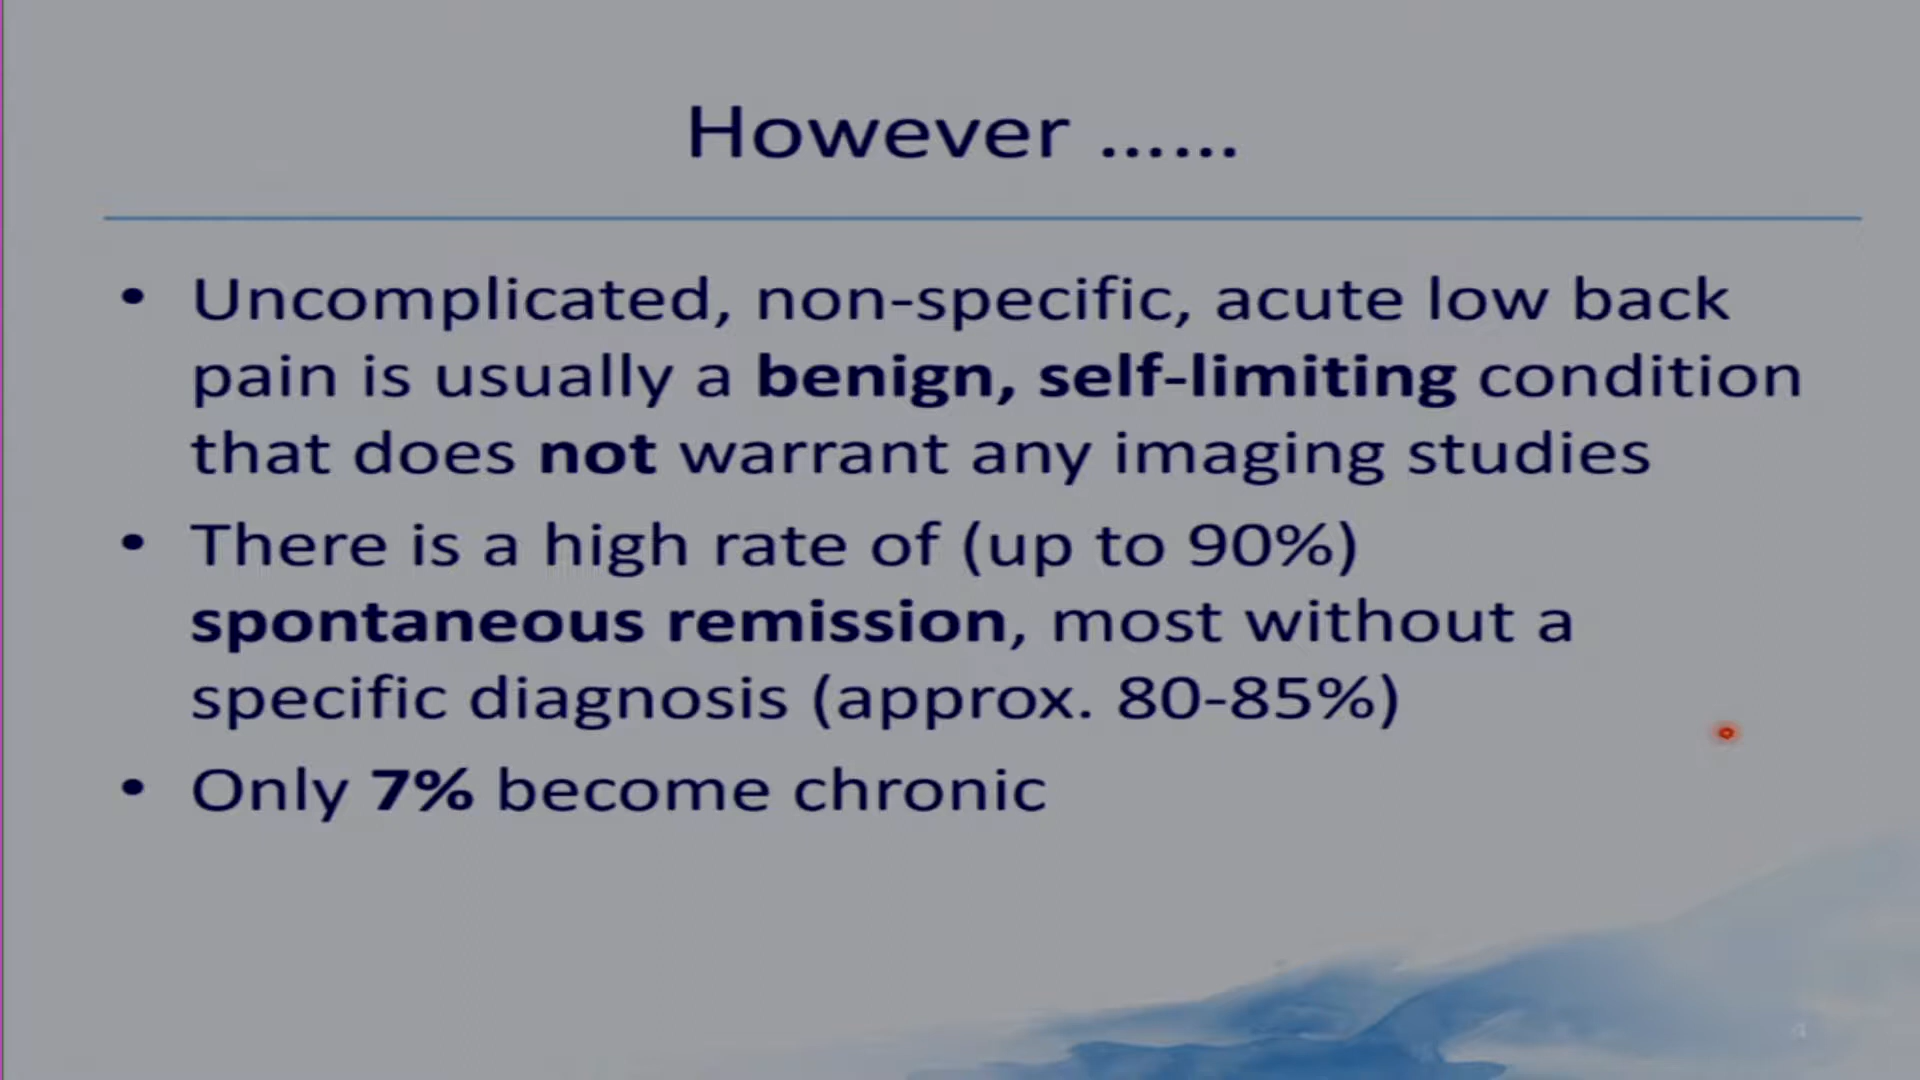 However ......
• Uncomplicated, non-specific, acute low back
pain is usually a benign, self-limiting condition
that does not warrant any imaging studies
• There is a high rate of (up to 90%)
spontaneous remission, most without a
specific diagnosis (approx. 80-85%)
• Only 7% become chronic